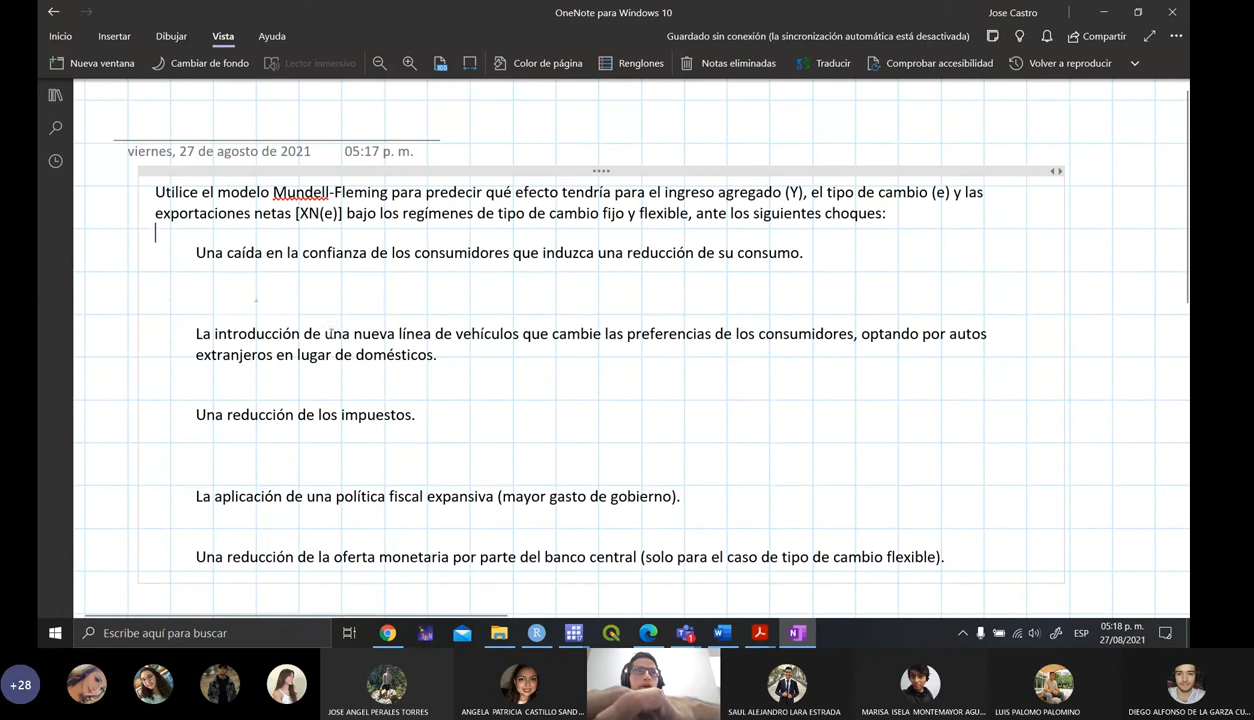 OneNote para Windows 10
Jose Castro
Inicio Insertar Dibujar Vista Ayuda
Guardado sin conexión (la sincronización automática está desactivada)
Compartir
Nueva ventana
Cambiar de fondo
Lector inmersivo
100
Color de página
Renglones
Notas eliminadas
Traducir
Comprobar accesibilidad
Volver a reproducir
viernes, 27 de agosto de 2021 05:17 p. m.
Utilice el modelo Mundell-Fleming para predecir qué efecto tendría para el ingreso agregado (Y), el tipo de cambio (e) y las
exportaciones netas [XN(e)] bajo los regímenes de tipo de cambio fijo y flexible, ante los siguientes choques:
Una caída en la confianza de los consumidores que induzca una reducción de su consumo.
La introducción de una nueva línea de vehículos que cambie las preferencias de los consumidores, optando por autos
extranjeros en lugar de domésticos.
Una reducción de los impuestos.
La aplicación de una política fiscal expansiva (mayor gasto de gobierno).
Una reducción de la oferta monetaria por parte del banco central (solo para el caso de tipo de cambio flexible).
Escribe aquí para buscar
ESP
05:18 p. m.
27/08/2021
+28
JOSE ANGEL PERALES TORRES
ANGELA PATRICIA CASTILLO SAND...
SAUL ALEJANDRO LARA ESTRADA
MARISA ISELA MONTEMAYOR AGU...
LUIS PALOMO PALOMINO
DIEGO ALFONSO DE LA GARZA CU...